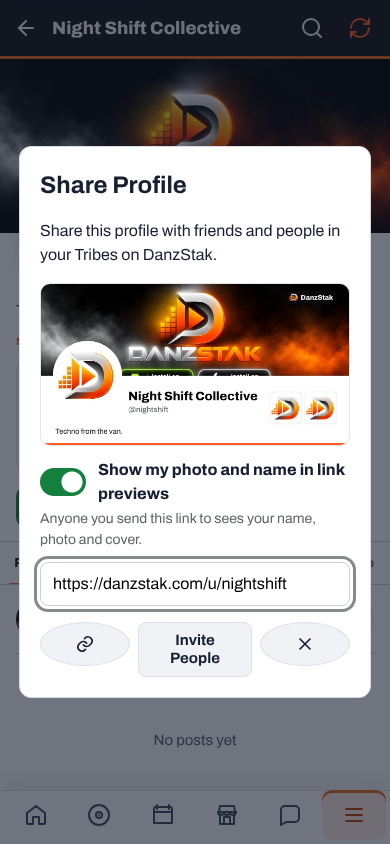 Night Shift Collective
Share Profile
Share this profile with friends and people in
your Tribes on DanzStak.
DanzStak
DANZSTAK
Night Shift Collective
@nightshift
Techno from the van.
Show my photo and name in link
previews
Anyone you send this link to sees your name,
photo and cover.
https://danzstak.com/u/nightshift
Invite
People
No posts yet